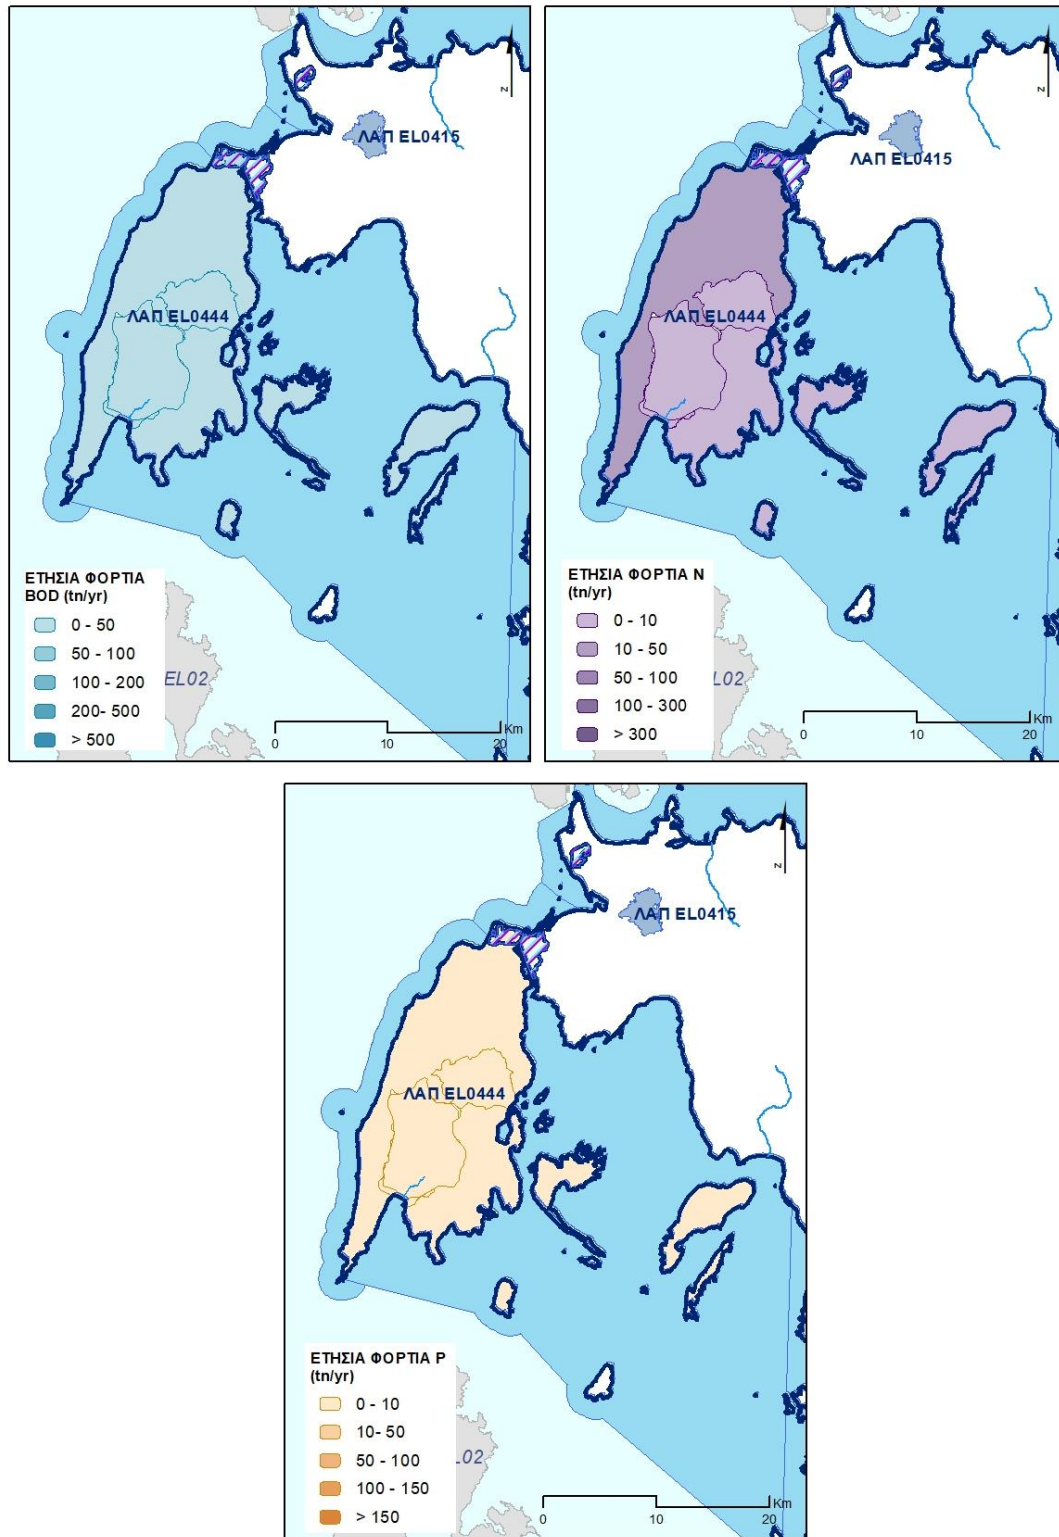 z
ΛΑΠ EL0415
ΛΑΠ EL0444
ΕΤΗΣΙΑ ΦΟΡΤΙΑ
BOD (tn/yr)
0 - 50
50 - 100
100 - 200
200- 500
> 500
EL02
Km
0 10 20
z
ΛΑΠ EL0415
ΛΑΠ EL0444
ΕΤΗΣΙΑ ΦΟΡΤΙΑ N
(tn/yr)
0 - 10
10 - 50
50 - 100
100 - 300
> 300
L02
Km
0 10 20
z
ΛΑΠ EL0415
ΛΑΠ EL0444
ΕΤΗΣΙΑ ΦΟΡΤΙΑ P
(tn/yr)
0 - 10
10- 50
50 - 100
100 - 150
> 150
L02
Km
0 10 20